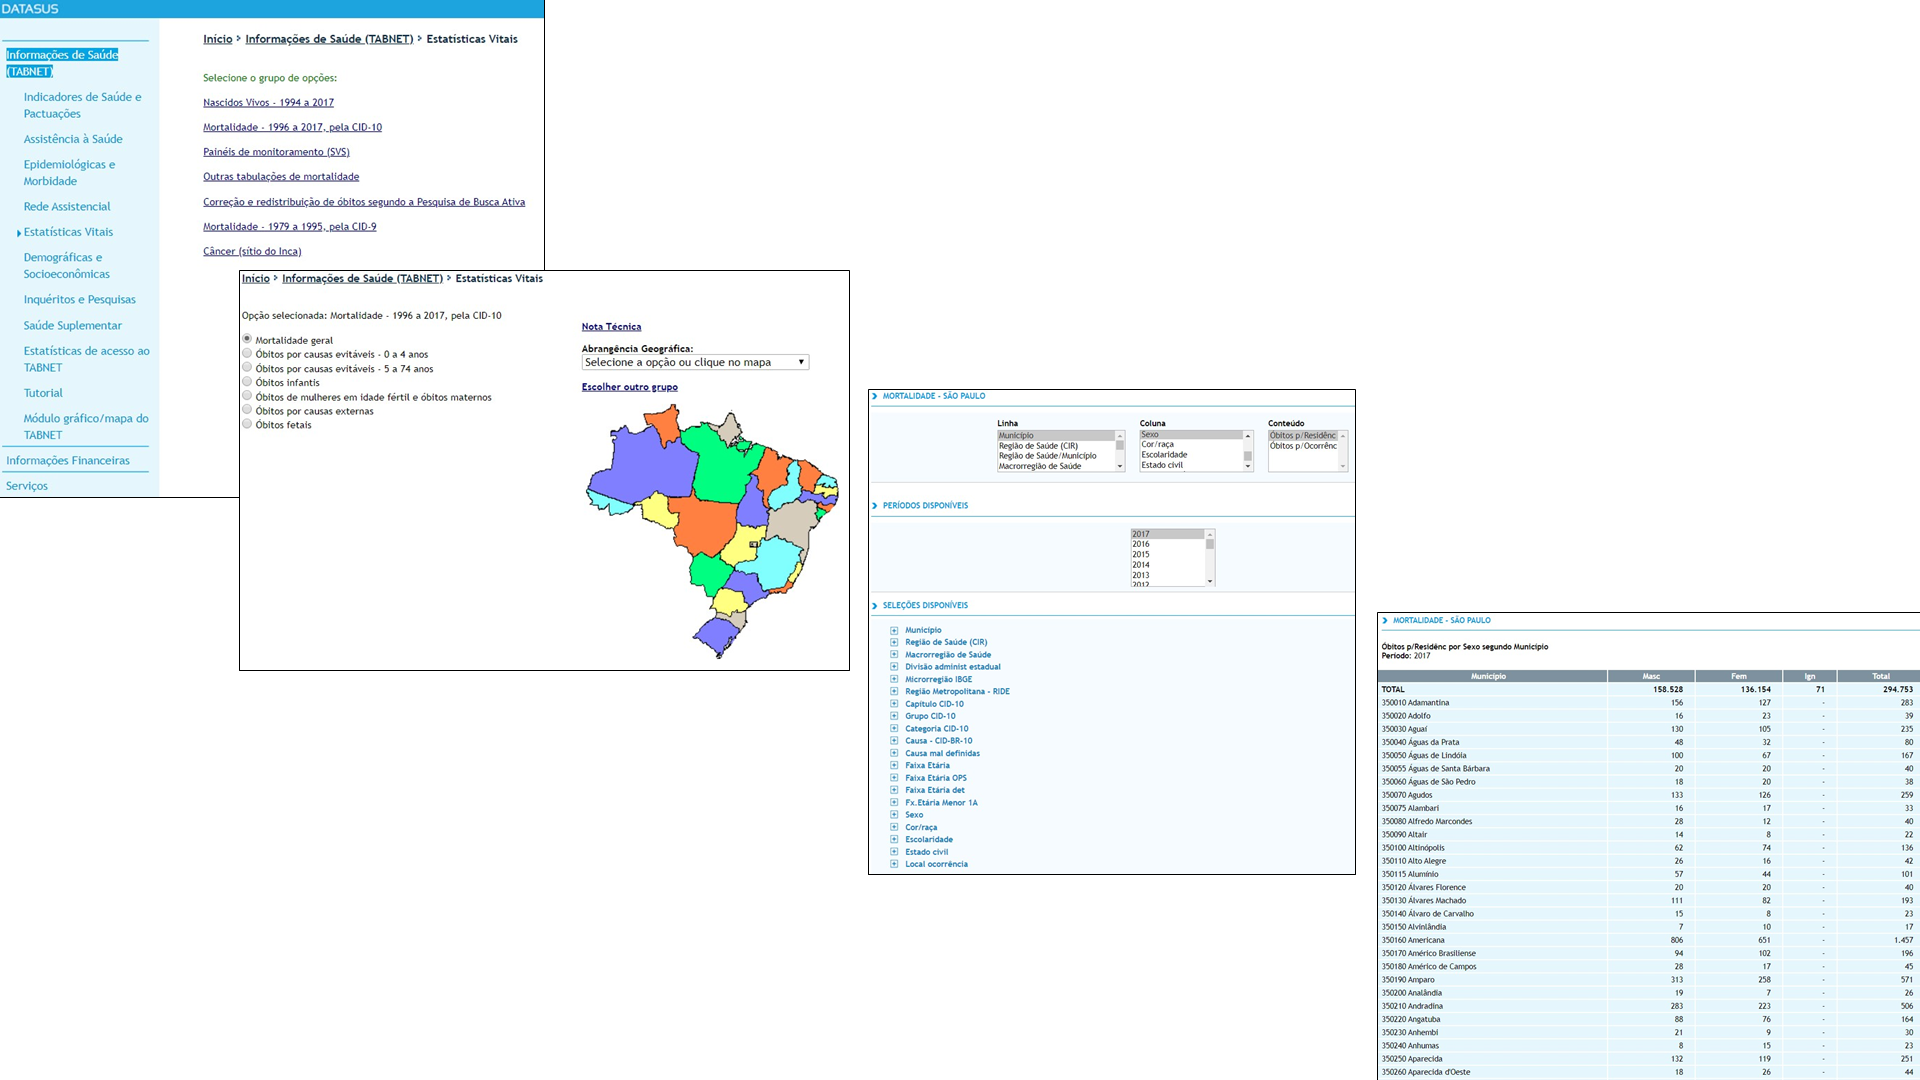 DATASUS
Informações de Saúde
(TABNET)
Indicadores de Saúde e
Pactuações
Assistência à Saúde
Epidemiológicas e
Morbidade
Rede Assistencial
Estatísticas Vitais
Demográficas e
Socioeconômicas
Inquéritos e Pesquisas
Saúde Suplementar
Estatísticas de acesso ao
TABNET
Tutorial
Módulo gráfico/mapa do
TABNET
Informações Financeiras
Serviços
Início > Informações de Saúde (TABNET) > Estatísticas Vitais
Selecione o grupo de opções:
Nascidos Vivos - 1994 a 2017
Mortalidade - 1996 a 2017, pela CID-10
Painéis de monitoramento (SVS)
Outras tabulações de mortalidade
Correção e redistribuição de óbitos segundo a Pesquisa de Busca Ativa
Mortalidade - 1979 a 1995, pela CID-9
Câncer (sítio do Inca)
Início > Informações de Saúde (TABNET) > Estatísticas Vitais
Opção selecionada: Mortalidade - 1996 a 2017, pela CID-10
Mortalidade geral
Óbitos por causas evitáveis - 0 a 4 anos
Óbitos por causas evitáveis - 5 a 74 anos
Óbitos infantis
Óbitos de mulheres em idade fértil e óbitos maternos
Óbitos por causas externas
Óbitos fetais
Nota Técnica
Abrangência Geográfica:
Selecione a opção ou clique no mapa
Escolher outro grupo
MORTALIDADE - SÃO PAULO
Linha
Município
Região de Saúde (CIR)
Região de Saúde/Município
Macrorregião de Saúde
Coluna
Sexo
Cor/raça
Escolaridade
Estado civil
Conteúdo
Óbitos p/Residênc
Óbitos p/Ocorrênc
PERÍODOS DISPONÍVEIS
2017
2016
2015
2014
2013
2012
SELEÇÕES DISPONÍVEIS
Município
Região de Saúde (CIR)
Macrorregião de Saúde
Divisão administ estadual
Microrregião IBGE
Região Metropolitana - RIDE
Capítulo CID-10
Grupo CID-10
Categoria CID-10
Causa - CID-BR-10
Causa mal definidas
Faixa Etária
Faixa Etária OPS
Faixa Etária det
Fx.Etária Menor 1A
Sexo
Cor/raça
Escolaridade
Estado civil
Local ocorrência
MORTALIDADE - SÃO PAULO
Óbitos p/Residênc por Sexo segundo Município
Período: 2017
Município Masc Fem Ign Total
TOTAL 158.528 136.154 71 294.753
350010 Adamantina 156 127 - 283
350020 Adolfo 16 23 - 39
350030 Aguaí 130 105 - 235
350040 Águas da Prata 48 32 - 80
350050 Águas de Lindóia 100 67 - 167
350055 Águas de Santa Bárbara 20 20 - 40
350060 Águas de São Pedro 18 20 - 38
350070 Agudos 133 126 - 259
350075 Alambari 16 17 - 33
350080 Alfredo Marcondes 28 12 - 40
350090 Altair 14 8 - 22
350100 Altinópolis 62 74 - 136
350110 Alto Alegre 26 16 - 42
350115 Alumínio 57 44 - 101
350120 Álvares Florence 20 20 - 40
350130 Álvares Machado 111 82 - 193
350140 Álvaro de Carvalho 15 8 - 23
350150 Alvinlândia 7 10 - 17
350160 Americana 806 651 - 1.457
350170 Américo Brasiliense 94 102 - 196
350180 Américo de Campos 28 17 - 45
350190 Amparo 313 258 - 571
350200 Analândia 19 7 - 26
350210 Andradina 283 223 - 506
350220 Angatuba 88 76 - 164
350230 Anhembi 21 9 - 30
350240 Anhumas 8 15 - 23
350250 Aparecida 132 119 - 251
350260 Aparecida d'Oeste 18 26 - 44